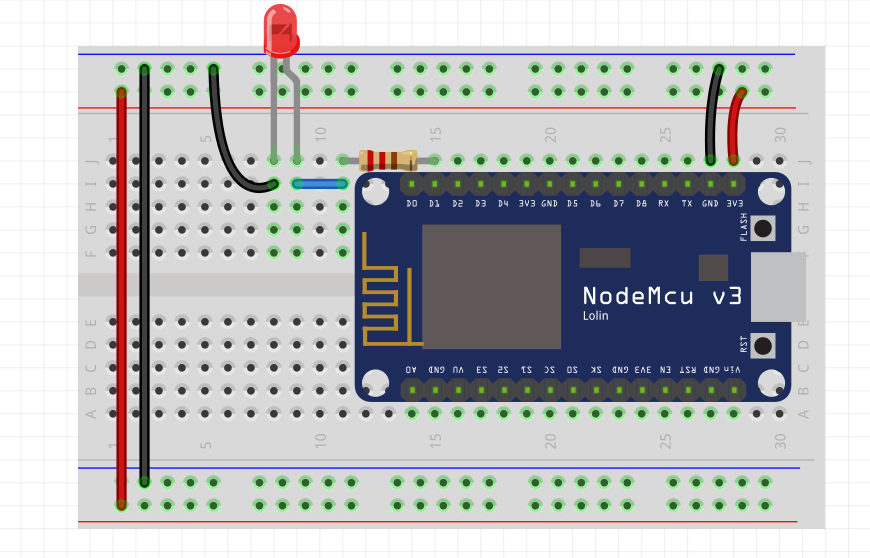 1 5 10 15 20 25 30
J J
I
D0 D1 D2 D3 D4 3V3 GND D5 D6 D7 D8 RX TX GND 3V3
H
G FLASH G
F
NodeMcu v3
Lolin
E E
D RST D
C C
A0 GND VU S3 S2 S1 SC S0 SK GND 3V3 EN RST GND Vin
B B
A A
1 5 10 15 20 25 30